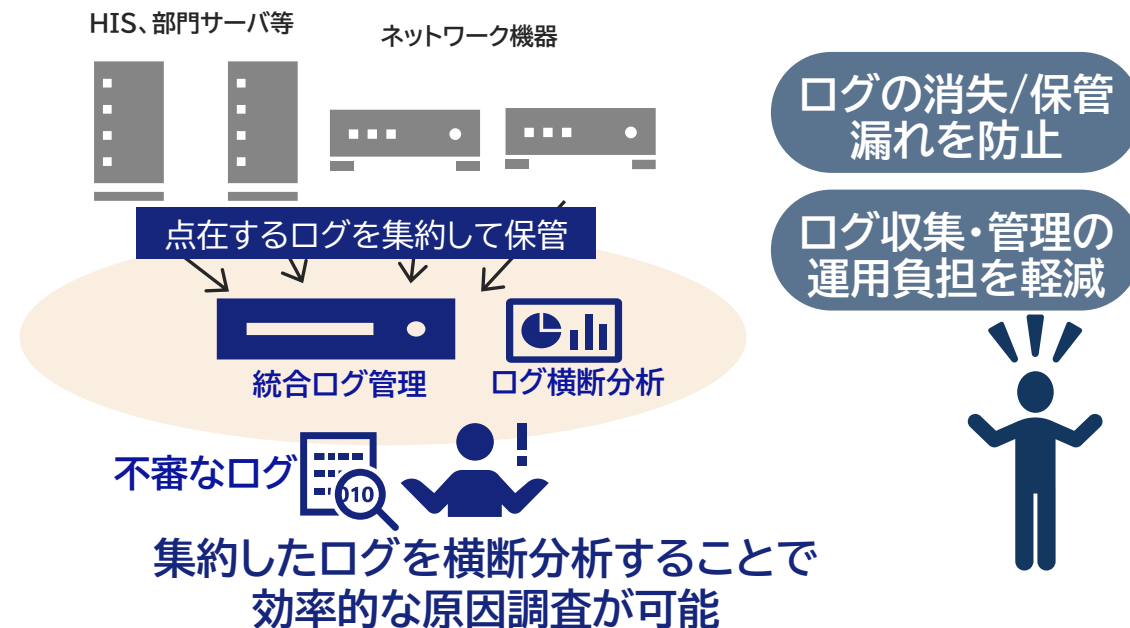 HIS、部門サーバ等
ネットワーク機器
点在するログを集約して保管
統合ログ管理
ログ横断分析
不審なログ
010
集約したログを横断分析することで
効率的な原因調査が可能
ログの消失/保管
漏れを防止
ログ収集・管理の
運用負担を軽減